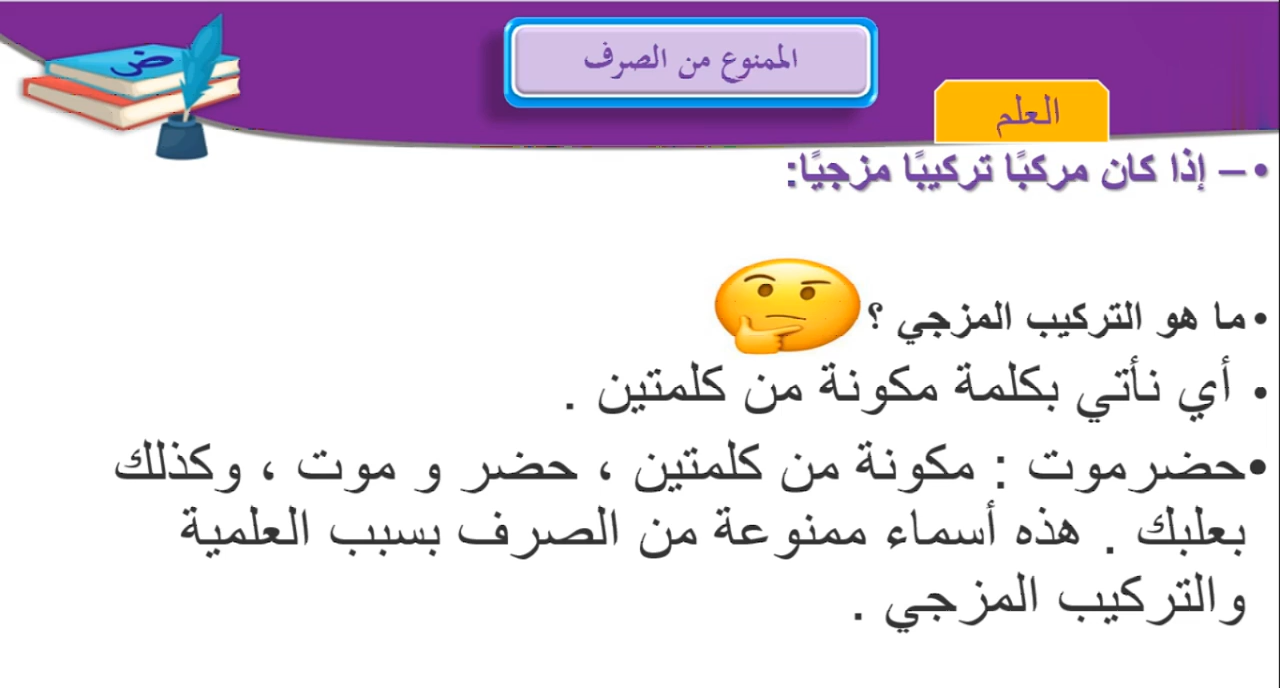 ض
الممنوع من الصرف
العلم
• – إذا كان مركبًا تركيبًا مزجيًا:
• ما هو التركيب المزجي ؟
• أي نأتي بكلمة مكونة من كلمتين .
• حضرموت : مكونة من كلمتين ، حضر و موت ، وكذلك
بعلبك . هذه أسماء ممنوعة من الصرف بسبب العلمية
والتركيب المزجي .